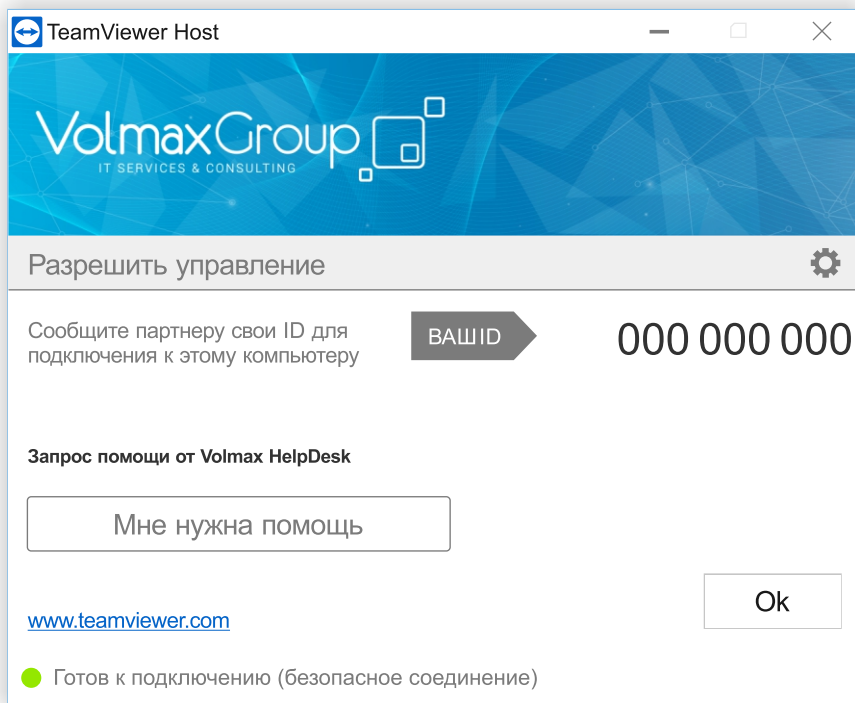 TeamViewer Host
VolmaxGroup
IT SERVICES & CONSULTING
Разрешить управление
Сообщите партнеру свои ID для
подключения к этому компьютеру
ВАШ ID
000 000 000
Запрос помощи от Volmax HelpDesk
Мне нужна помощь
Ok
www.teamviewer.com
Готов к подключению (безопасное соединение)